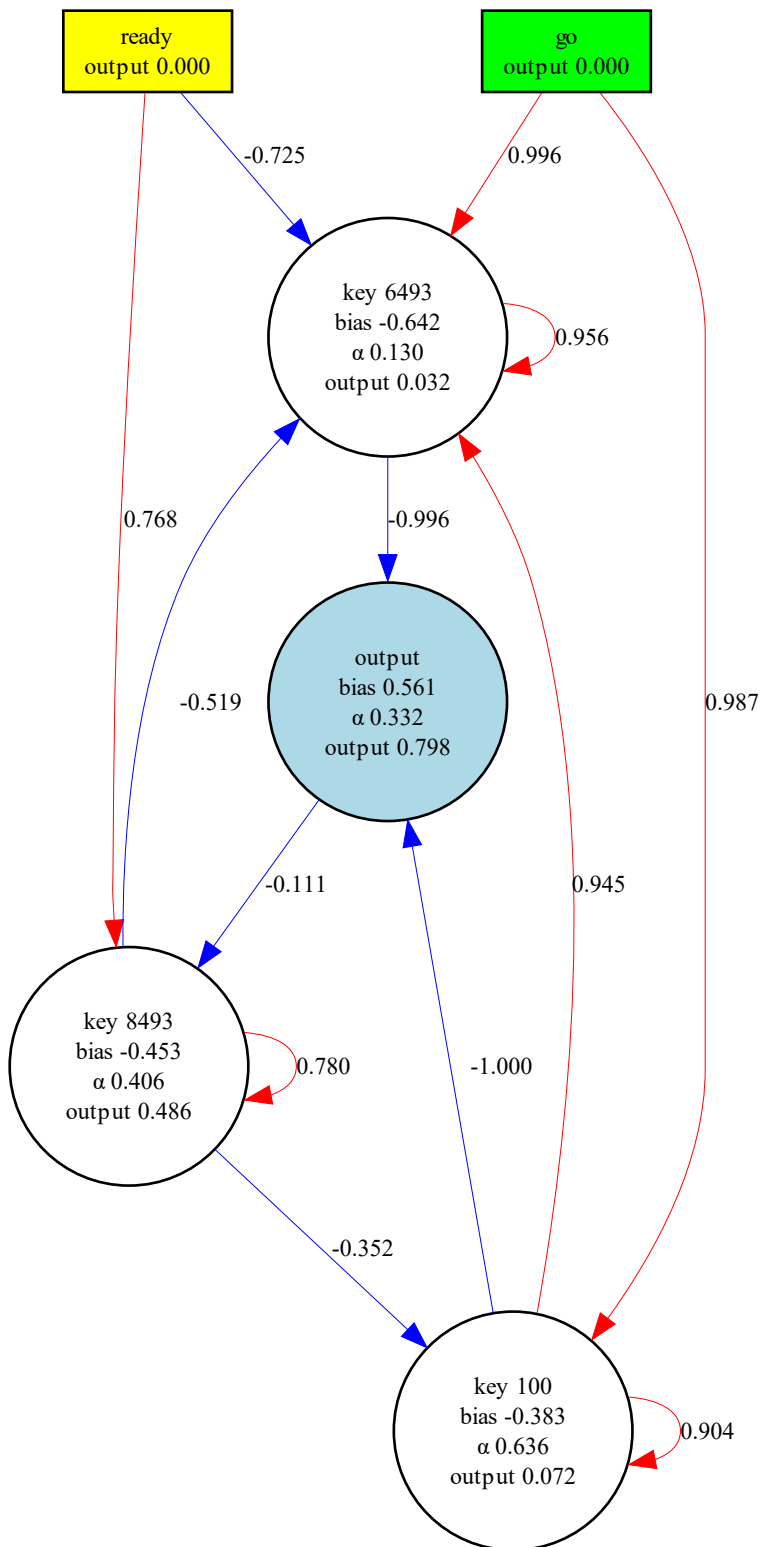 ready
output 0.000
go
output 0.000
-0.725
0.996
key 6493
bias -0.642
α 0.130
output 0.032
0.956
0.768
-0.996
output
bias 0.561
α 0.332
output 0.798
-0.519
0.987
-0.111
0.945
key 8493
bias -0.453
α 0.406
output 0.486
0.780
-1.000
-0.352
key 100
bias -0.383
α 0.636
output 0.072
0.904